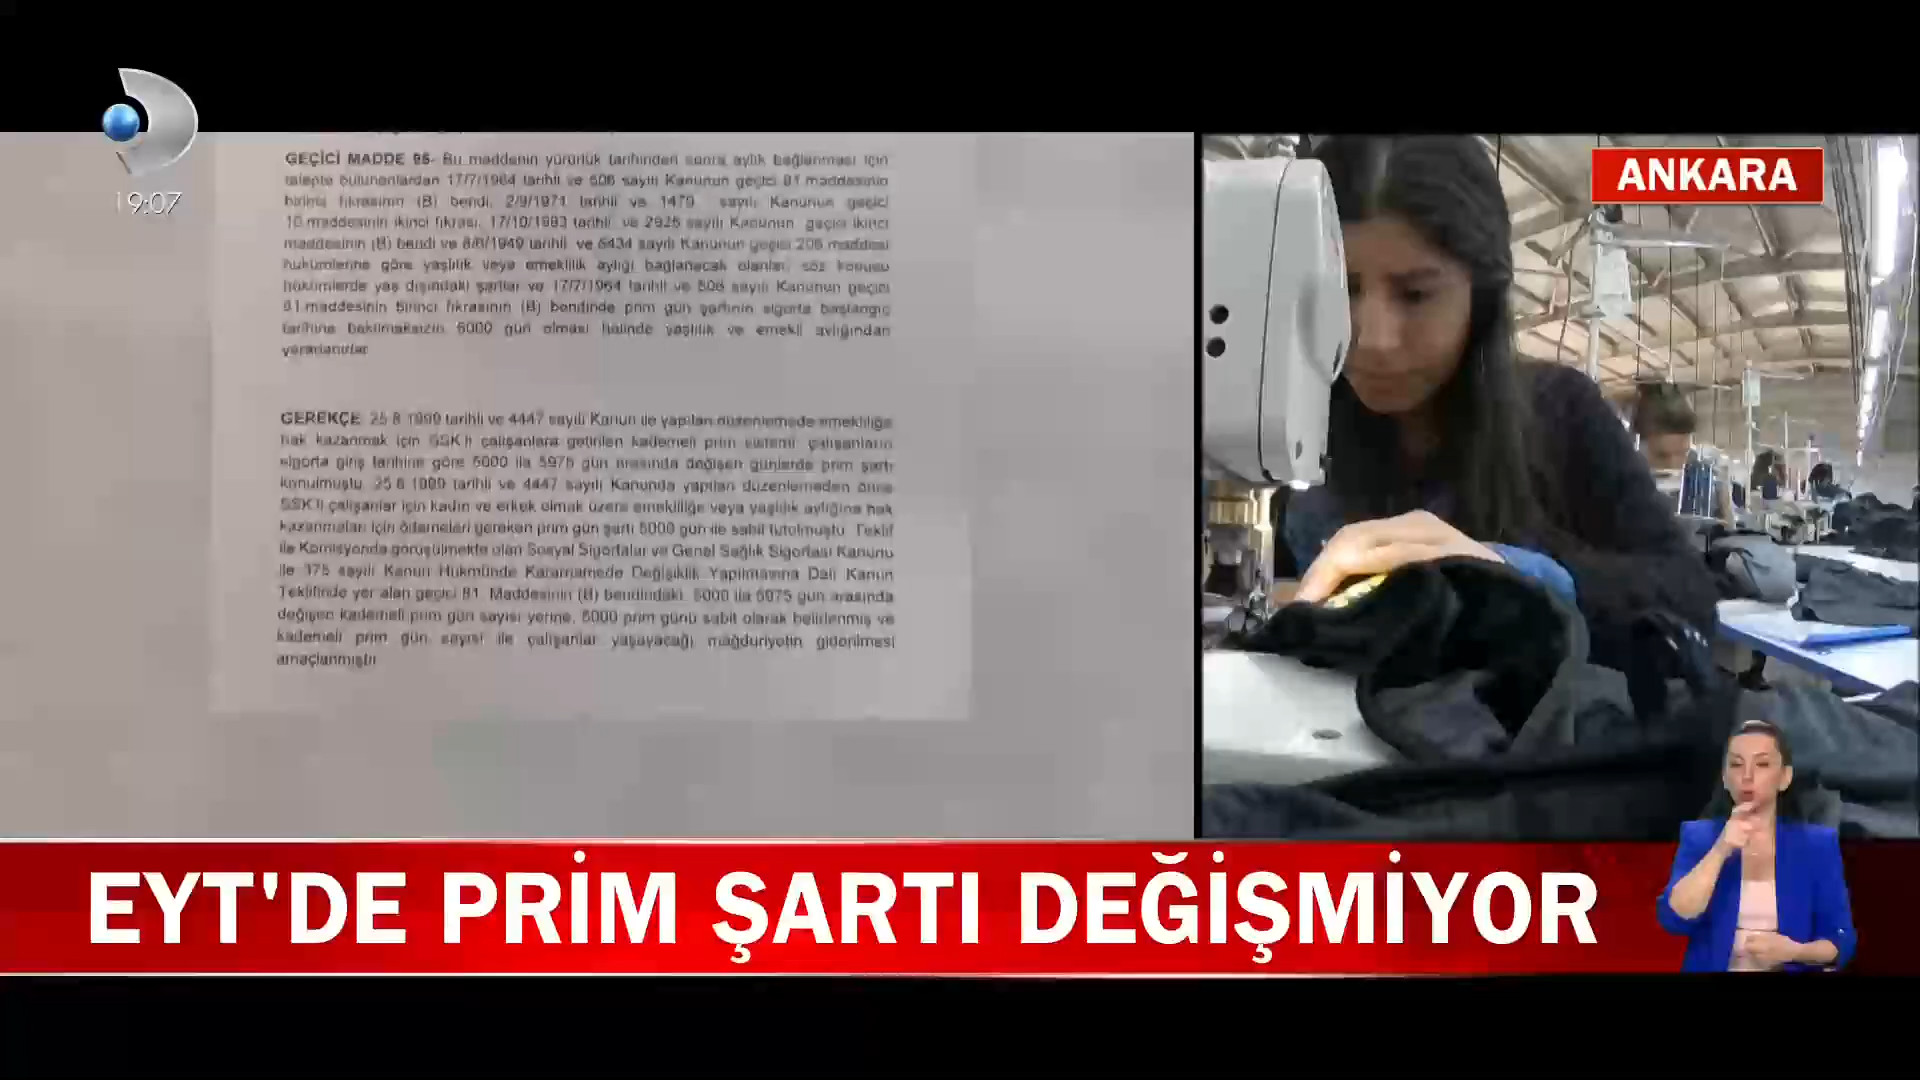 19:07
ANKARA
GEÇİCİ MADDE 95- Bu maddenin yürürlük tarihinden sonra aylık bağlanması için
talepte bulunanlardan 17/7/1964 tarihli ve 506 sayılı Kanunun geçici 81 maddesinin
birinci fıkrasının (B) bendi, 2/9/1971 tarihli ve 1479 sayılı Kanunun geçici
10 maddesinin ikinci fıkrası, 17/10/1983 tarihli ve 2925 sayılı Kanunun geçici ikinci
maddesinin (B) bendi ve 8/6/1949 tarihli ve 5434 sayılı Kanunun geçici 205 maddesi
hükümlerine göre yaşlılık veya emeklilik aylığı bağlanacak olanlar, söz konusu
hükümlerde yaş dışındaki şartlar ve 17/7/1964 tarihli ve 506 sayılı Kanunun geçici
81 maddesinin birinci fıkrasının (B) bendinde prim gün şartının sigorta başlangıç
tarihine bakılmaksızın 5000 gün olması halinde yaşlılık ve emekli aylığından
yararlanırlar
GEREKÇE: 25.8.1999 tarihli ve 4447 sayılı Kanun ile yapılan düzenlemede emekliliğe
hak kazanmak için SSK'lı çalışanlara getirilen kademeli prim sistemi, çalışanların
sigorta giriş tarihine göre 5000 ila 5975 gün arasında değişen günlerde prim şartı
konulmuştu. 25.8.1999 tarihli ve 4447 sayılı Kanunda yapılan düzenlemeden önce
SSK'lı çalışanlar için kadın ve erkek olmak üzere emekliliğe veya yaşlılık aylığına hak
kazanmaları için ödemeleri gereken prim gün şartı 5000 gün ile sabit tutulmuştu. Teklif
ile Komisyonda görüşülmekte olan Sosyal Sigortalar ve Genel Sağlık Sigortası Kanunu
ile 375 sayılı Kanun Hükmünde Kararnamede Değişiklik Yapılmasına Dair Kanun
Teklifinde yer alan geçici 81. Maddesinin (B) bendindeki, 5000 ila 5975 gün arasında
değişen kademeli prim gün sayısı yerine, 5000 prim günü sabit olarak belirlenmiş ve
kademeli prim gün sayısı ile çalışanlar yaşayacağı mağduriyetin giderilmesi
amaçlanmıştır
EYT'DE PRİM ŞARTI DEĞİŞMİYOR